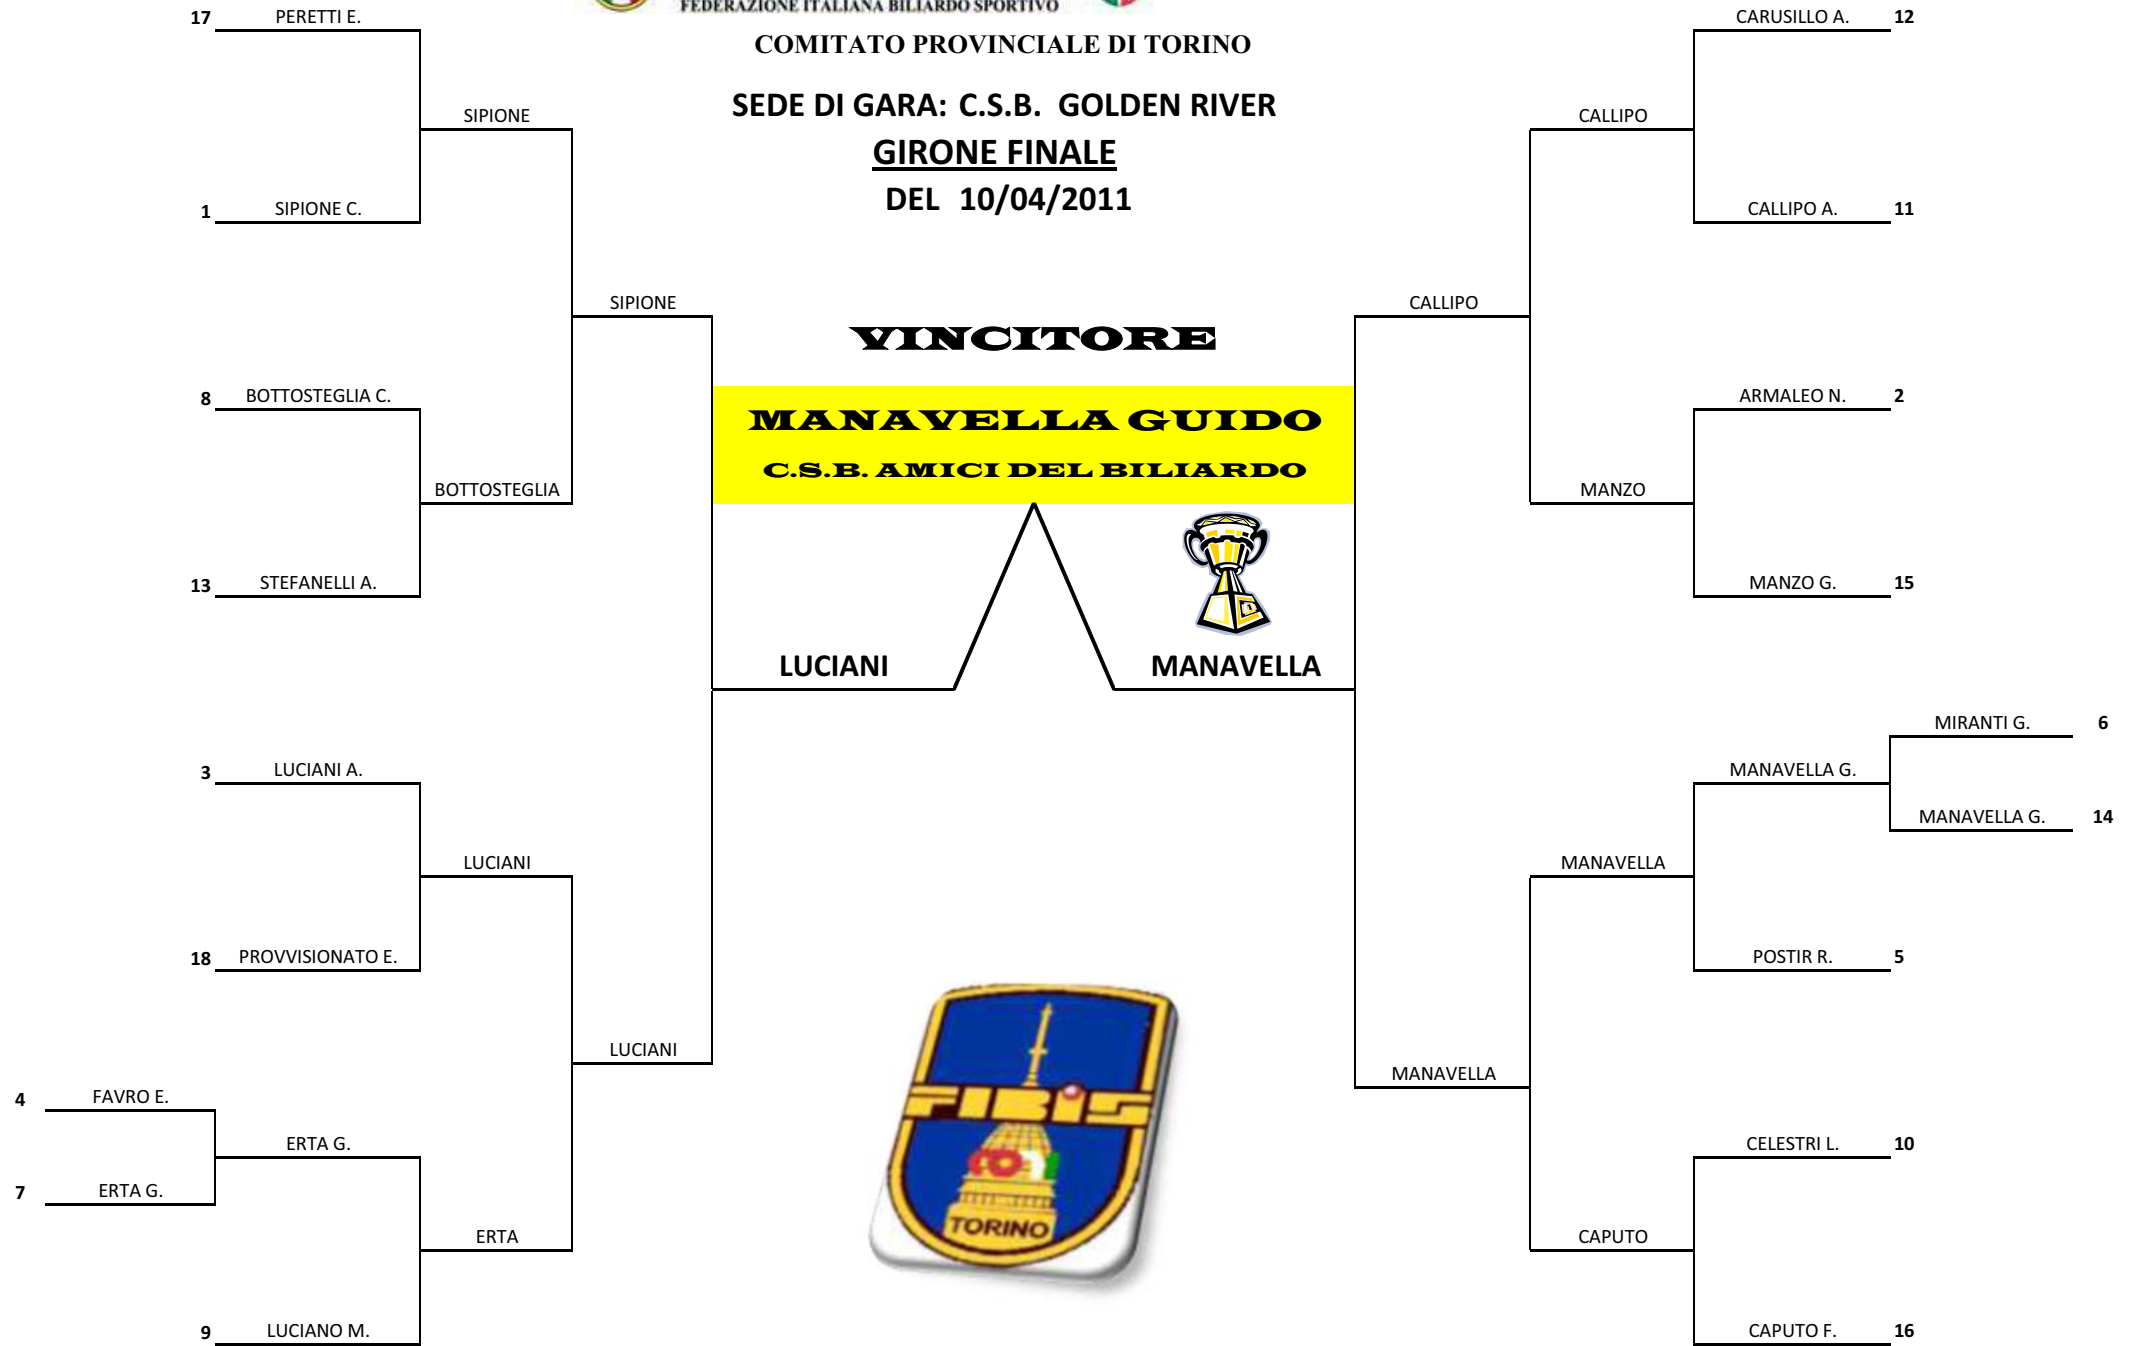 FEDERAZIONE ITALIANA BILIARDO SPORTIVO
COMITATO PROVINCIALE DI TORINO
SEDE DI GARA: C.S.B. GOLDEN RIVER
GIRONE FINALE
DEL 10/04/2011
17 PERETTI E.
SIPIONE
1 SIPIONE C.
SIPIONE
8 BOTTOSTEGLIA C.
BOTTOSTEGLIA
13 STEFANELLI A.
3 LUCIANI A.
LUCIANI
18 PROVVISIONATO E.
LUCIANI
4 FAVRO E.
ERTA G.
7 ERTA G.
ERTA
9 LUCIANO M.
VINCITORE
MANAVELLA GUIDO
C.S.B. AMICI DEL BILIARDO
LUCIANI
MANAVELLA
FIBIS
TORINO
CARUSILLO A. 12
CALLIPO
CALLIPO A. 11
CALLIPO
ARMALEO N. 2
MANZO
MANZO G. 15
MIRANTI G. 6
MANAVELLA G.
MANAVELLA G. 14
MANAVELLA
POSTIR R. 5
MANAVELLA
CELESTRI L. 10
CAPUTO
CAPUTO F. 16